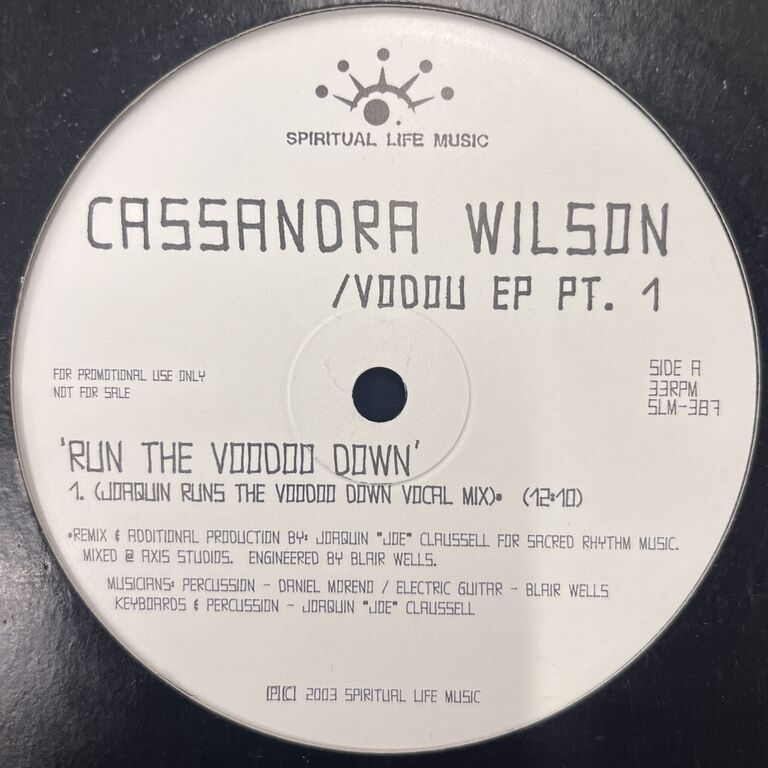 SPIRITUAL LIFE MUSIC
CASSANDRA WILSON
/VODOU EP PT. 1
FOR PROMOTIONAL USE ONLY
NOT FOR SALE
SIDE A
33RPM
SLM-387
'RUN THE VOODOO DOWN'
1. (JOAQUIN RUNS THE VOODOO DOWN VOCAL MIX)• (12:10)
•REMIX & ADDITIONAL PRODUCTION BY: JOAQUIN "JOE" CLAUSSELL FOR SACRED RHYTHM MUSIC.
MIXED @ AXIS STUDIOS. ENGINEERED BY BLAIR WELLS.
MUSICIANS: PERCUSSION - DANIEL MORENO / ELECTRIC GUITAR - BLAIR WELLS
KEYBOARDS & PERCUSSION - JOAQUIN "JOE" CLAUSSELL
[P][C] 2003 SPIRITUAL LIFE MUSIC